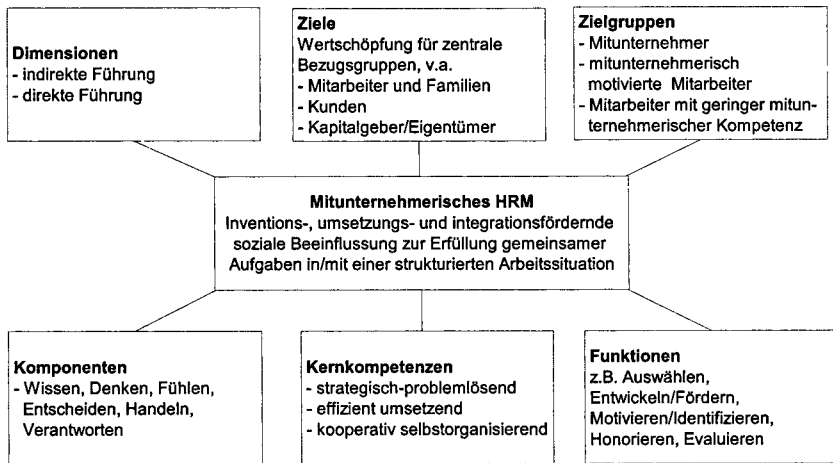 Dimensionen
- indirekte Führung
- direkte Führung
Ziele
Wertschöpfung für zentrale
Bezugsgruppen, v.a.
- Mitarbeiter und Familien
- Kunden
- Kapitalgeber/Eigentümer
Zielgruppen
- Mitunternehmer
- mitunternehmerisch
motivierte Mitarbeiter
- Mitarbeiter mit geringer mitun-
ternehmerischer Kompetenz
Mitunternehmerisches HRM
Inventions-, umsetzungs- und integrationsfördernde
soziale Beeinflussung zur Erfüllung gemeinsamer
Aufgaben in/mit einer strukturierten Arbeitssituation
Komponenten
- Wissen, Denken, Fühlen,
Entscheiden, Handeln,
Verantworten
Kernkompetenzen
- strategisch-problemlösend
- effizient umsetzend
- kooperativ selbstorganisierend
Funktionen
z.B. Auswählen,
Entwickeln/Fördern,
Motivieren/Identifizieren,
Honorieren, Evaluieren